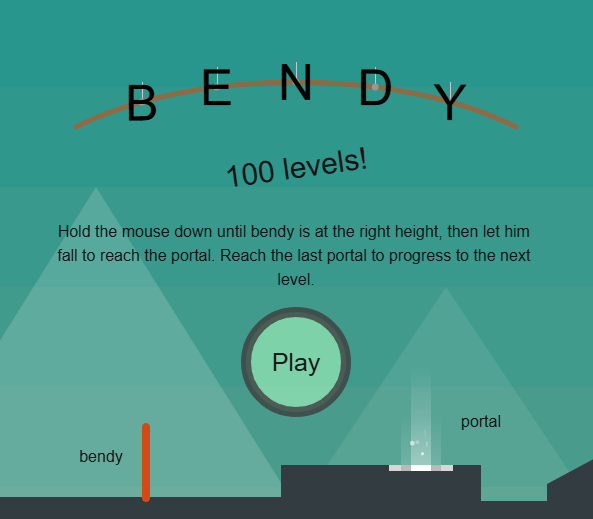 BENDY
100 levels!
Hold the mouse down until bendy is at the right height, then let him
fall to reach the portal. Reach the last portal to progress to the next
level.
Play
portal
bendy